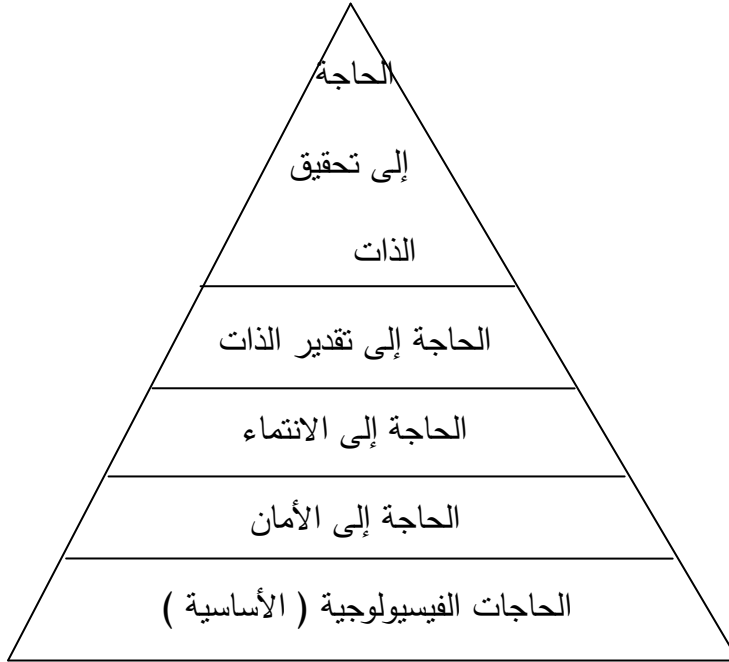 الحاجة
إلى تحقيق
الذات
الحاجة إلى تقدير الذات
الحاجة إلى الانتماء
الحاجة إلى الأمان
الحاجات الفيسيولوجية ( الأساسية )